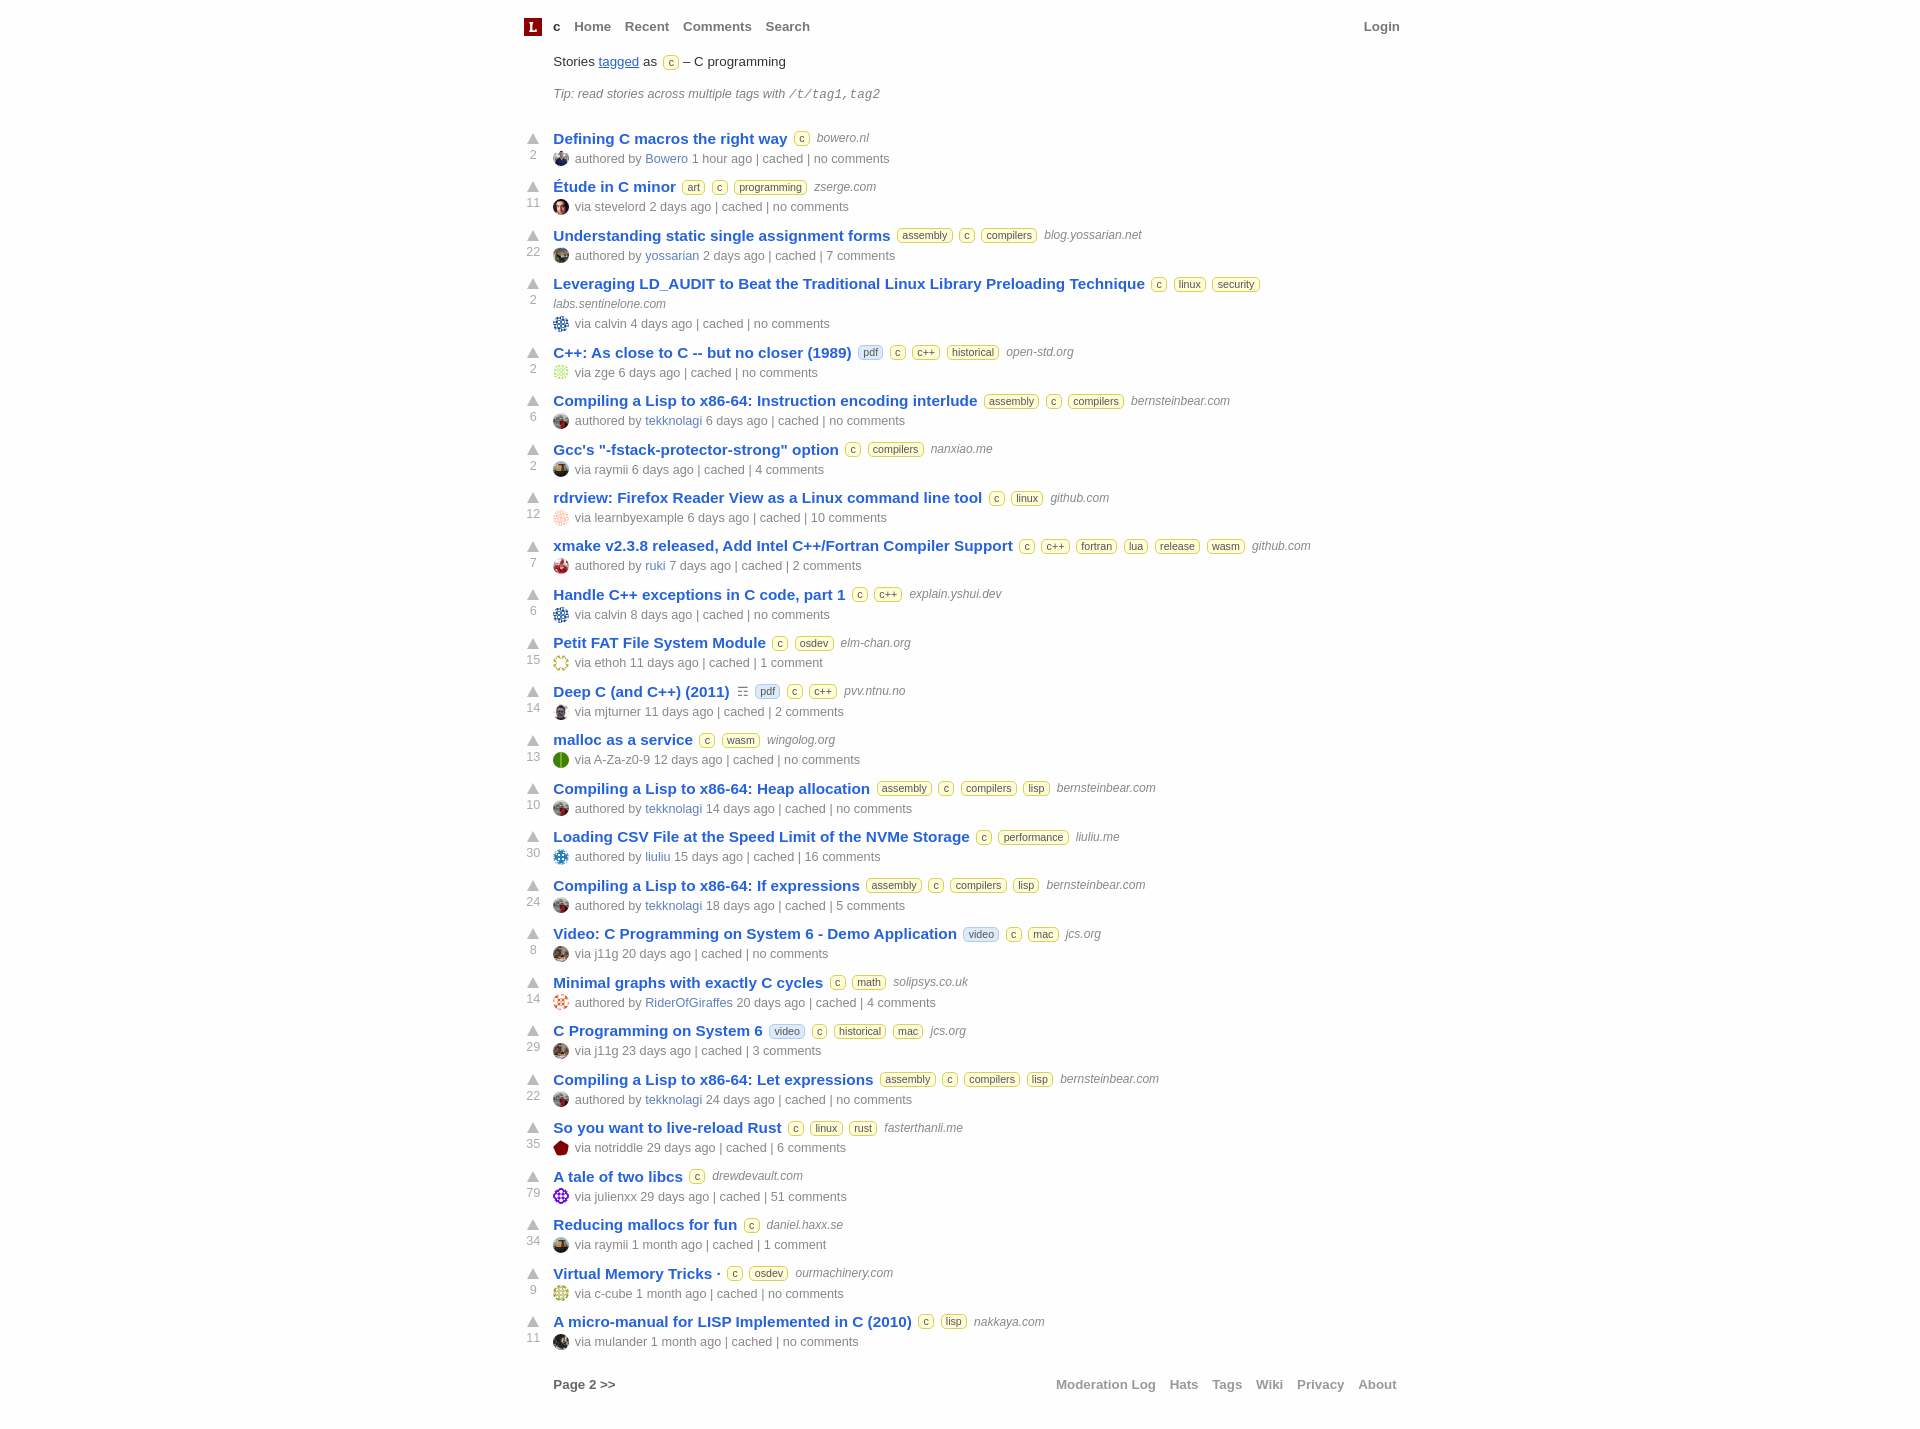 L c Home Recent Comments Search Login
Stories tagged as c – C programming
Tip: read stories across multiple tags with /t/tag1,tag2
Defining C macros the right way c bowero.nl
2 authored by Bowero 1 hour ago | cached | no comments
Étude in C minor art c programming zserge.com
11 via stevelord 2 days ago | cached | no comments
Understanding static single assignment forms assembly c compilers blog.yossarian.net
22 authored by yossarian 2 days ago | cached | 7 comments
Leveraging LD_AUDIT to Beat the Traditional Linux Library Preloading Technique c linux security
2 labs.sentinelone.com
via calvin 4 days ago | cached | no comments
C++: As close to C -- but no closer (1989) pdf c c++ historical open-std.org
2 via zge 6 days ago | cached | no comments
Compiling a Lisp to x86-64: Instruction encoding interlude assembly c compilers bernsteinbear.com
6 authored by tekknolagi 6 days ago | cached | no comments
Gcc's "-fstack-protector-strong" option c compilers nanxiao.me
2 via raymii 6 days ago | cached | 4 comments
rdrview: Firefox Reader View as a Linux command line tool c linux github.com
12 via learnbyexample 6 days ago | cached | 10 comments
xmake v2.3.8 released, Add Intel C++/Fortran Compiler Support c c++ fortran lua release wasm github.com
7 authored by ruki 7 days ago | cached | 2 comments
Handle C++ exceptions in C code, part 1 c c++ explain.yshui.dev
6 via calvin 8 days ago | cached | no comments
Petit FAT File System Module c osdev elm-chan.org
15 via ethoh 11 days ago | cached | 1 comment
Deep C (and C++) (2011) ☶ pdf c c++ pvv.ntnu.no
14 via mjturner 11 days ago | cached | 2 comments
malloc as a service c wasm wingolog.org
13 via A-Za-z0-9 12 days ago | cached | no comments
Compiling a Lisp to x86-64: Heap allocation assembly c compilers lisp bernsteinbear.com
10 authored by tekknolagi 14 days ago | cached | no comments
Loading CSV File at the Speed Limit of the NVMe Storage c performance liuliu.me
30 authored by liuliu 15 days ago | cached | 16 comments
Compiling a Lisp to x86-64: If expressions assembly c compilers lisp bernsteinbear.com
24 authored by tekknolagi 18 days ago | cached | 5 comments
Video: C Programming on System 6 - Demo Application video c mac jcs.org
8 via j11g 20 days ago | cached | no comments
Minimal graphs with exactly C cycles c math solipsys.co.uk
14 authored by RiderOfGiraffes 20 days ago | cached | 4 comments
C Programming on System 6 video c historical mac jcs.org
29 via j11g 23 days ago | cached | 3 comments
Compiling a Lisp to x86-64: Let expressions assembly c compilers lisp bernsteinbear.com
22 authored by tekknolagi 24 days ago | cached | no comments
So you want to live-reload Rust c linux rust fasterthanli.me
35 via notriddle 29 days ago | cached | 6 comments
A tale of two libcs c drewdevault.com
79 via julienxx 29 days ago | cached | 51 comments
Reducing mallocs for fun c daniel.haxx.se
34 via raymii 1 month ago | cached | 1 comment
Virtual Memory Tricks · c osdev ourmachinery.com
9 via c-cube 1 month ago | cached | no comments
A micro-manual for LISP Implemented in C (2010) c lisp nakkaya.com
11 via mulander 1 month ago | cached | no comments
Page 2 >> Moderation Log Hats Tags Wiki Privacy About